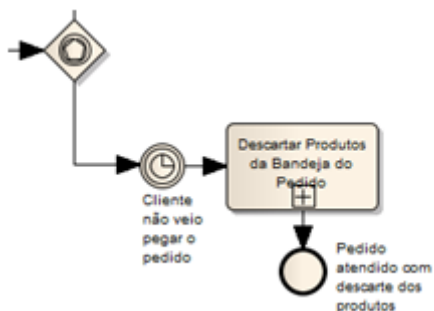 Descartar Produtos
da Bandeja do
Pedido
Cliente
não veio
pegar o
pedido
Pedido
atendido com
descarte dos
produtos